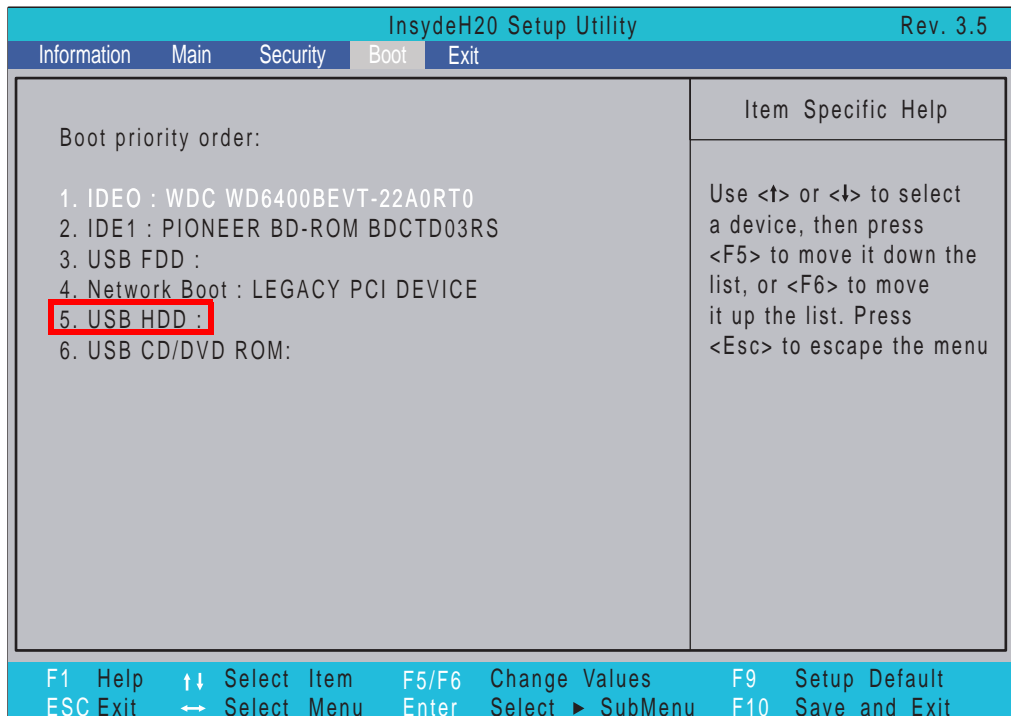 InsydeH20 Setup Utility Rev. 3.5
Information Main Security Boot Exit
Boot priority order:
1. IDEO : WDC WD6400BEVT-22A0RT0
2. IDE1 : PIONEER BD-ROM BDCTD03RS
3. USB FDD :
4. Network Boot : LEGACY PCI DEVICE
5. USB HDD :
6. USB CD/DVD ROM:
Item Specific Help
Use <↑> or <↓> to select
a device, then press
<F5> to move it down the
list, or <F6> to move
it up the list. Press
<Esc> to escape the menu
F1 Help ↑↓ Select Item F5/F6 Change Values F9 Setup Default
ESC Exit ↔ Select Menu Enter Select ► SubMenu F10 Save and Exit